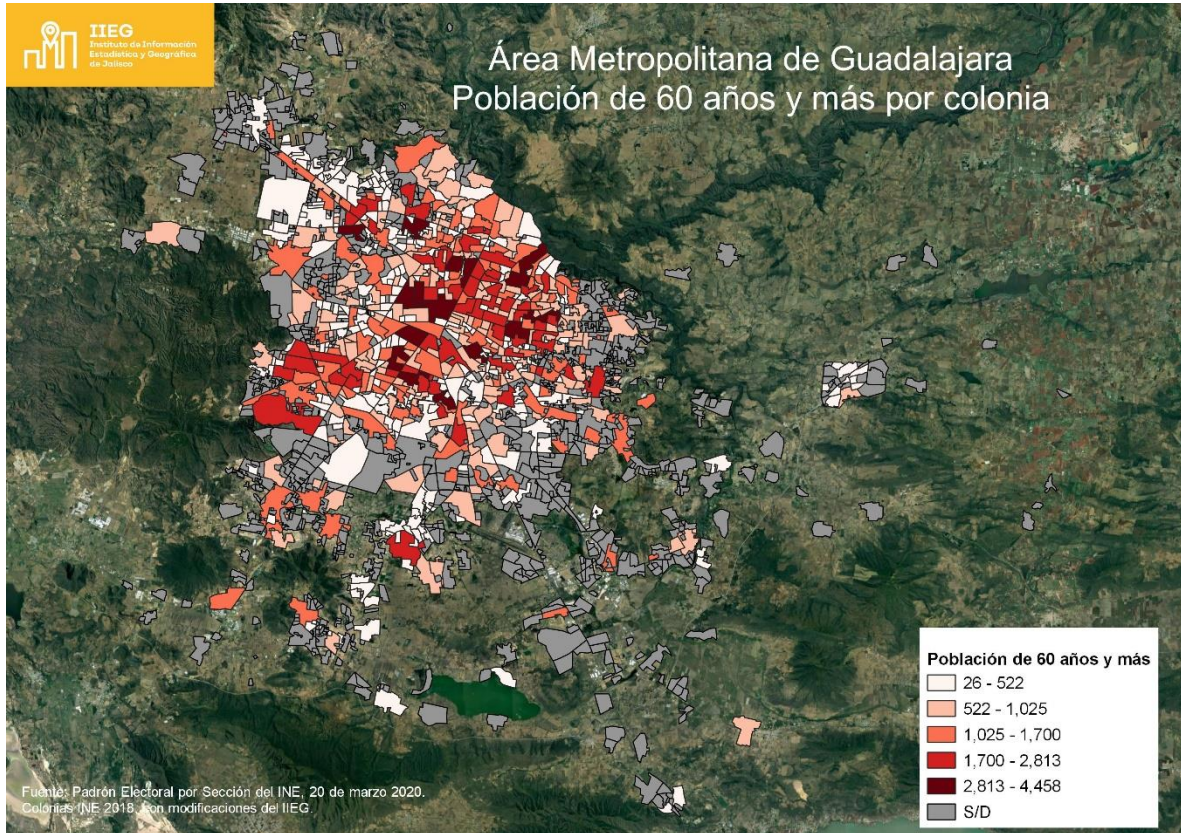 IIEG
Instituto de Información
Estadística y Geográfica
de Jalisco
Área Metropolitana de Guadalajara
Población de 60 años y más por colonia
Población de 60 años y más
26 - 522
522 - 1,025
1,025 - 1,700
1,700 - 2,813
2,813 - 4,458
S/D
Fuente: Padrón Electoral por Sección del INE, 20 de marzo 2020.
Colonias INE 2018, con modificaciones del IIEG.